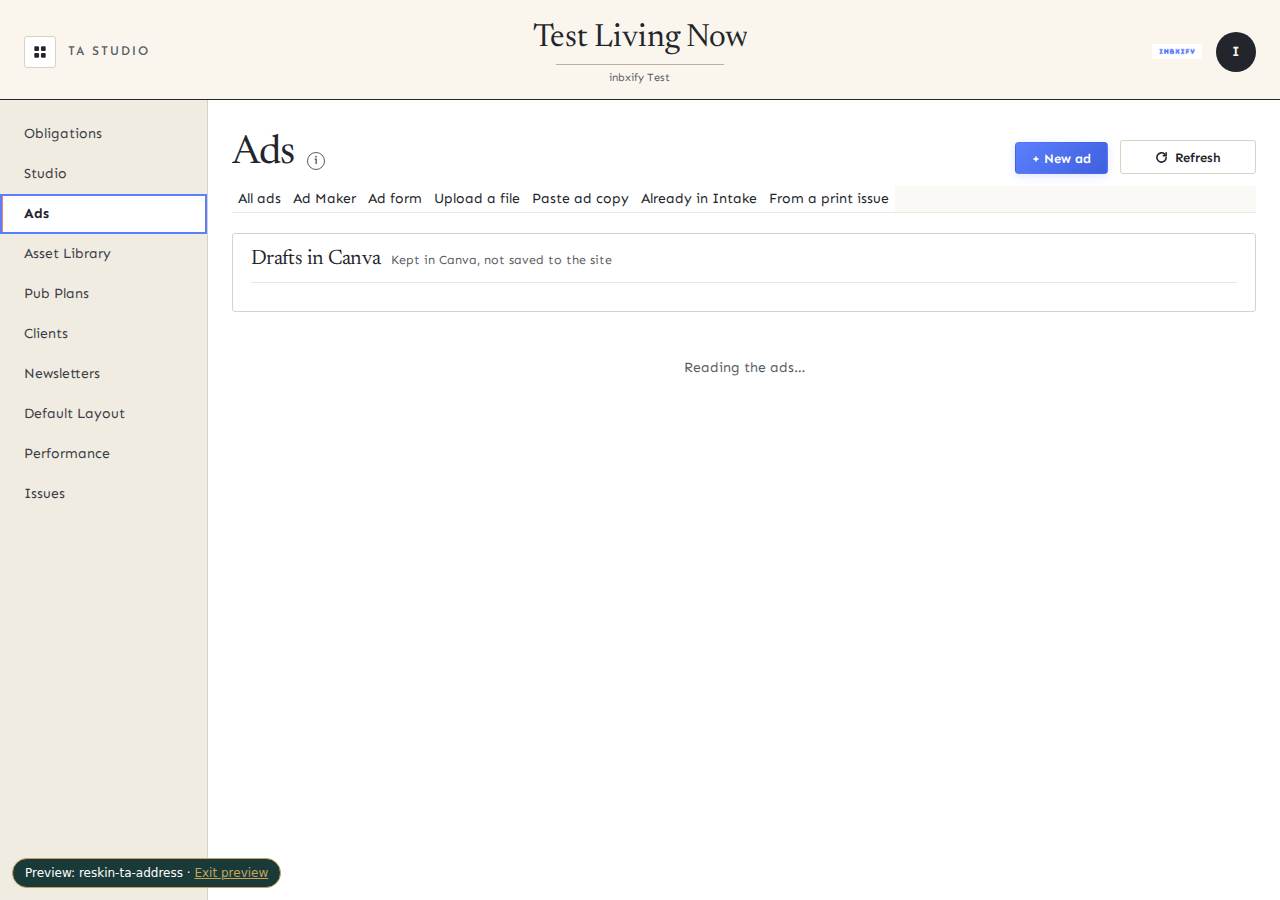 TA STUDIO
Test Living Now
inbxify Test
INBXIFY
I
Obligations
Studio
Ads
Asset Library
Pub Plans
Clients
Newsletters
Default Layout
Performance
Issues
Ads
i
+ New ad
Refresh
All ads Ad Maker Ad form Upload a file Paste ad copy Already in Intake From a print issue
Drafts in Canva Kept in Canva, not saved to the site
Reading the ads...
Preview: reskin-ta-address · Exit preview